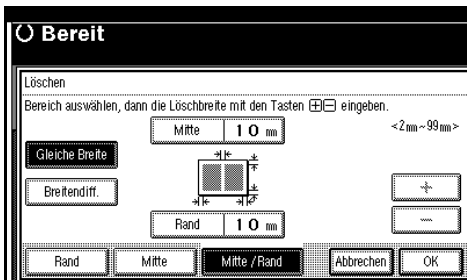 Bereit
Löschen
Bereich auswählen, dann die Löschbreite mit den Tasten ⊞⊟ eingeben.
Mitte 10 mm <2mm~99mm>
Gleiche Breite
Breitendiff. + −
Rand 10 mm
Rand Mitte Mitte / Rand Abbrechen OK